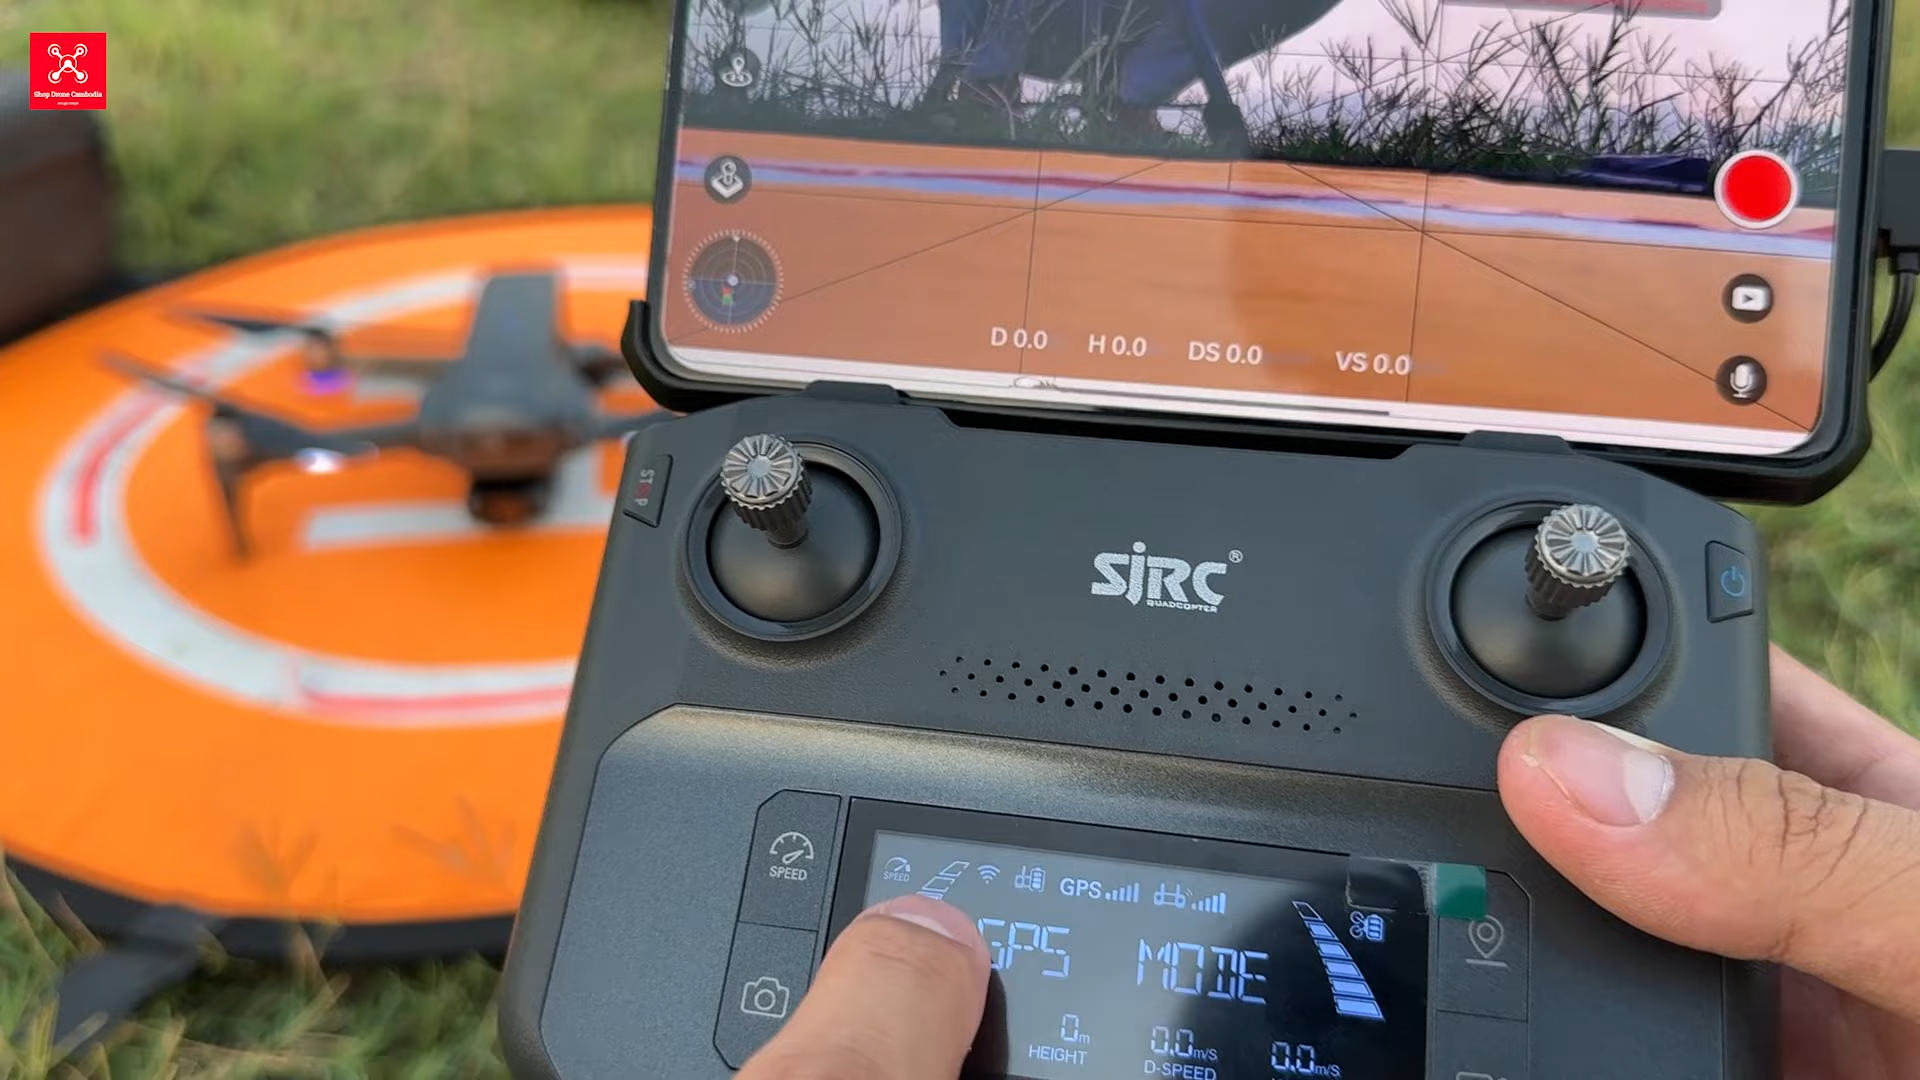 Shop Drone Cambodia
D 0.0 H 0.0 DS 0.0 VS 0.0
STOP
SJRC®
QUADCOPTER
SPEED
SPEED GPS
GPS MODE
0m 0.0m/s 0.0m/s
HEIGHT D-SPEED